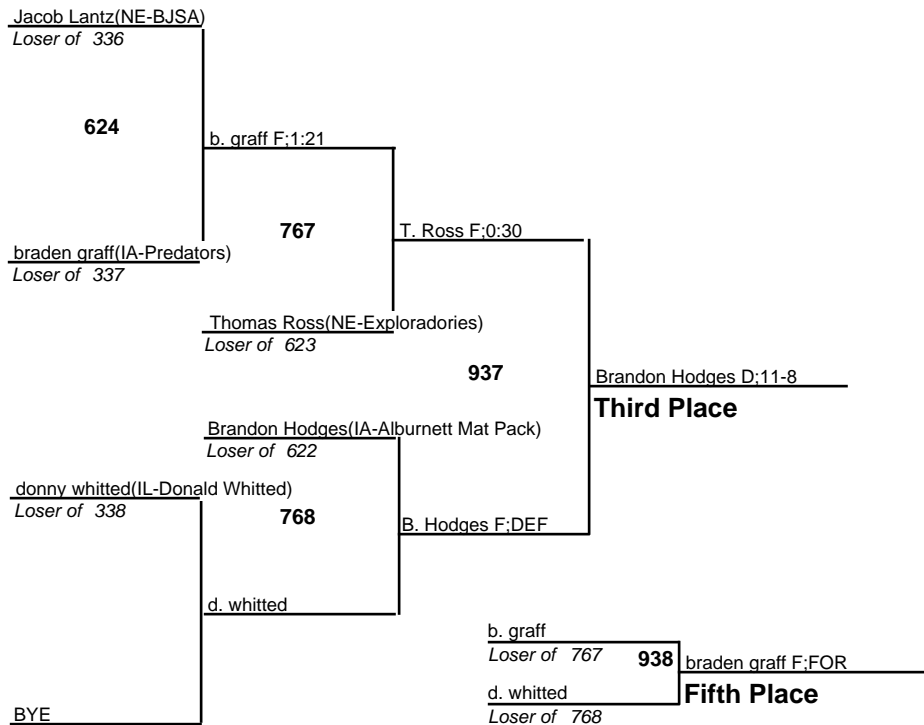 Jacob Lantz(NE-BJSA)
Loser of 336
624
b. graff F;1:21
767
T. Ross F;0:30
braden graff(IA-Predators)
Loser of 337
Thomas Ross(NE-Exploradories)
Loser of 623
937
Brandon Hodges D;11-8
Third Place
Brandon Hodges(IA-Alburnett Mat Pack)
Loser of 622
donny whitted(IL-Donald Whitted)
Loser of 338
768
B. Hodges F;DEF
d. whitted
b. graff
Loser of 767
938
braden graff F;FOR
Fifth Place
d. whitted
Loser of 768
BYE